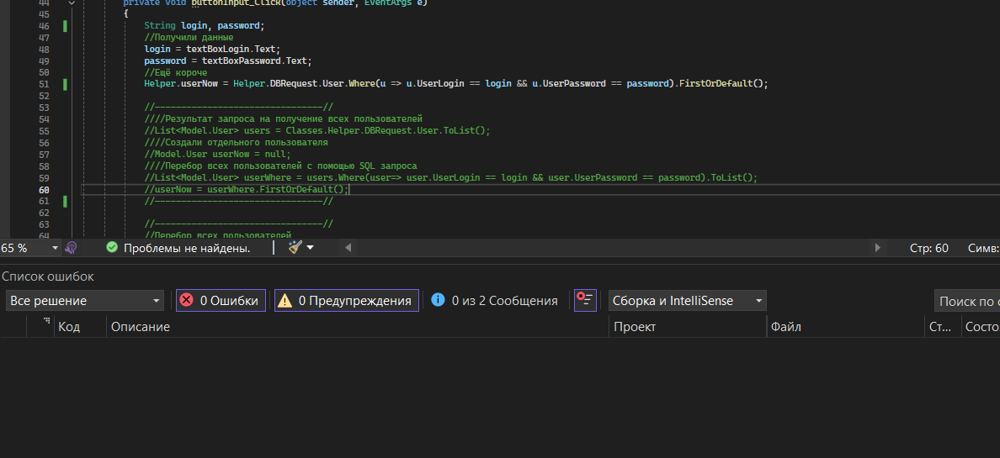 44 private void buttonInput_Click(object sender, EventArgs e)
45 {
46 String login, password;
47 //Получили данные
48 login = textBoxLogin.Text;
49 password = textBoxPassword.Text;
50 //Ещё короче
51 Helper.userNow = Helper.DBRequest.User.Where(u => u.UserLogin == login && u.UserPassword == password).FirstOrDefault();
52
53 //--------------------------------//
54 ////Результат запроса на получение всех пользователей
55 //List<Model.User> users = Classes.Helper.DBRequest.User.ToList();
56 ////Создали отдельного пользователя
57 //Model.User userNow = null;
58 ////Перебор всех пользователей с помощью SQL запроса
59 //List<Model.User> userWhere = users.Where(user=> user.UserLogin == login && user.UserPassword == password).ToList();
60 //userNow = userWhere.FirstOrDefault();
61 //--------------------------------//
62
63 //--------------------------------//
64 //Перебор всех пользователей
65 % Проблемы не найдены. Стр: 60 Симв:
Список ошибок
Все решение 0 Ошибки 0 Предупреждения 0 из 2 Сообщения Сборка и IntelliSense Поиск по
Код Описание Проект Файл Ст... Состо